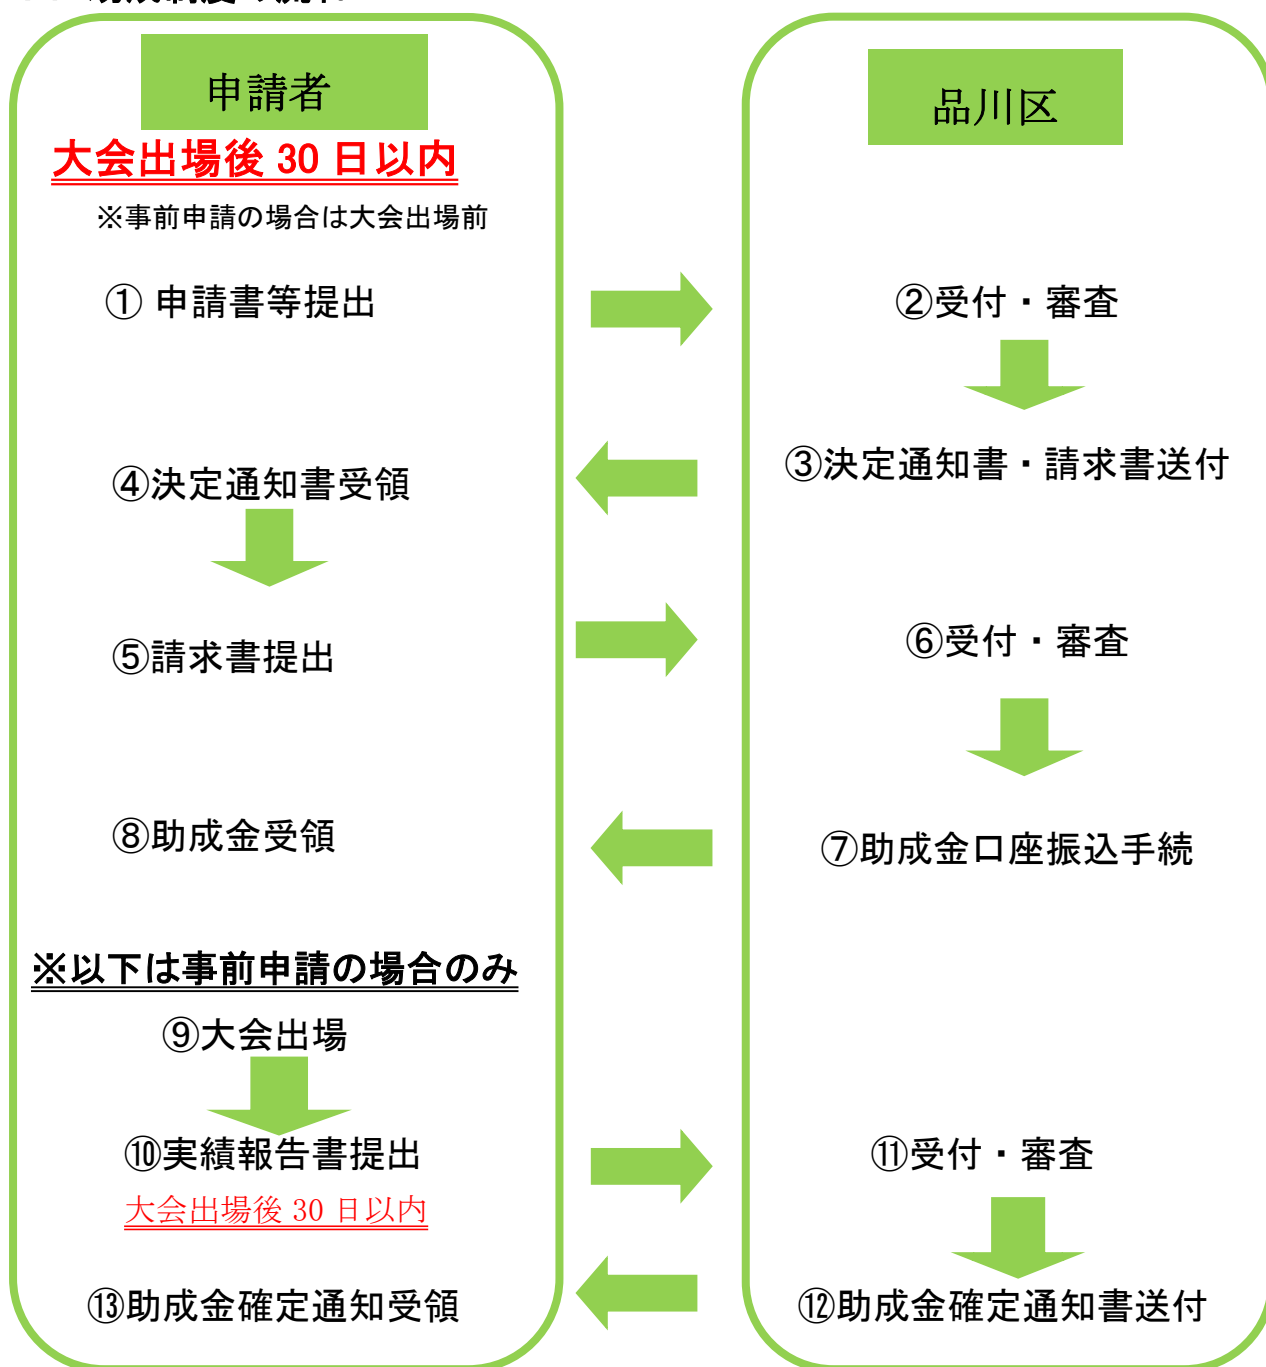 申請者
品川区
大会出場後 30 日以内
※事前申請の場合は大会出場前
① 申請書等提出
②受付・審査
③決定通知書・請求書送付
④決定通知書受領
⑤請求書提出
⑥受付・審査
⑧助成金受領
⑦助成金口座振込手続
※以下は事前申請の場合のみ
⑨大会出場
⑩実績報告書提出
⑪受付・審査
大会出場後 30 日以内
⑬助成金確定通知受領
⑫助成金確定通知書送付